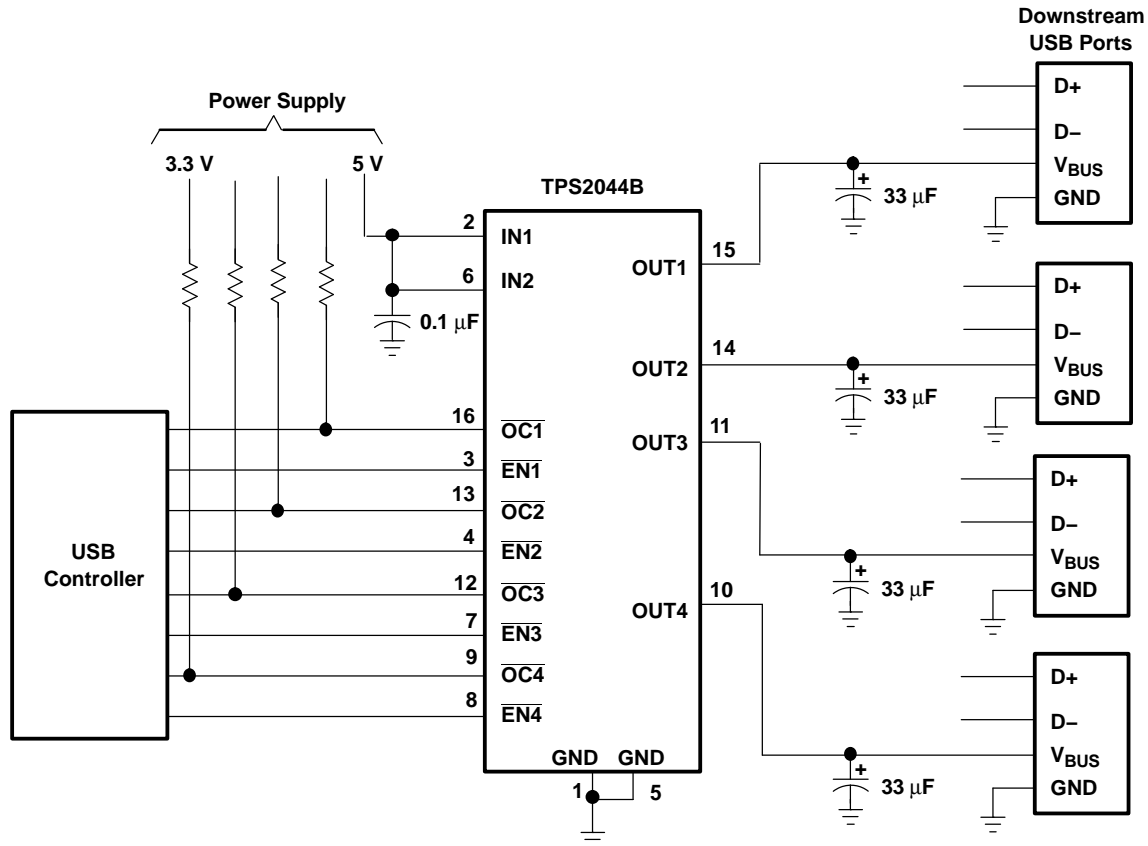 Downstream
USB Ports
Power Supply
3.3 V
5 V
TPS2044B
2
IN1
6
IN2
0.1 μF
16
OC1
3
EN1
13
OC2
4
EN2
12
OC3
7
EN3
9
OC4
8
EN4
USB
Controller
GND
GND
1
5
OUT1
15
OUT2
14
OUT3
11
OUT4
10
+
33 μF
D+
D−
VBUS
GND
+
33 μF
D+
D−
VBUS
GND
+
33 μF
D+
D−
VBUS
GND
+
33 μF
D+
D−
VBUS
GND